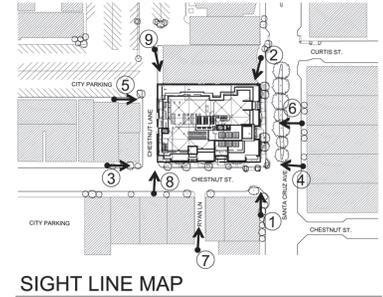 9
2
CURTIS ST.
CITY PARKING
5
CHESTNUT LANE
6
3
4
8
CHESTNUT ST.
SANTA CRUZ AVE
RYAN LN
CITY PARKING
1
CHESTNUT ST.
7
SIGHT LINE MAP